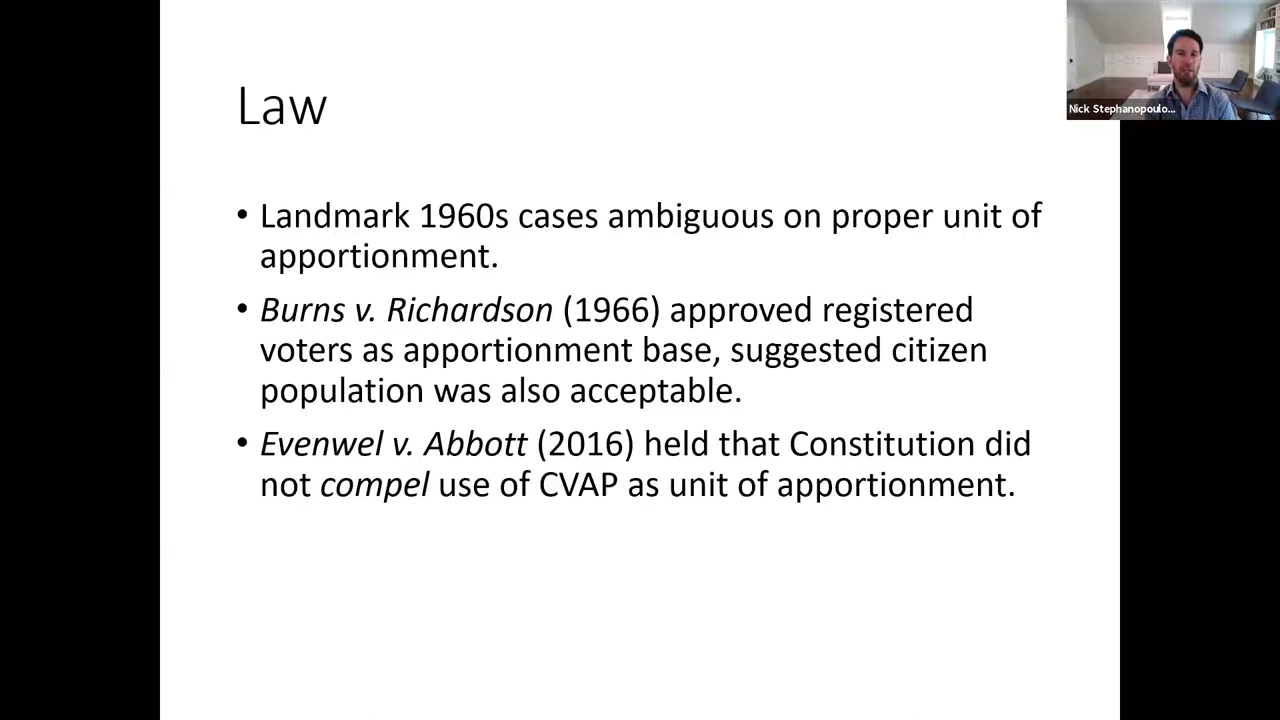 Law
Nick Stephanopoulo...
• Landmark 1960s cases ambiguous on proper unit of
apportionment.
• Burns v. Richardson (1966) approved registered
voters as apportionment base, suggested citizen
population was also acceptable.
• Evenwel v. Abbott (2016) held that Constitution did
not compel use of CVAP as unit of apportionment.